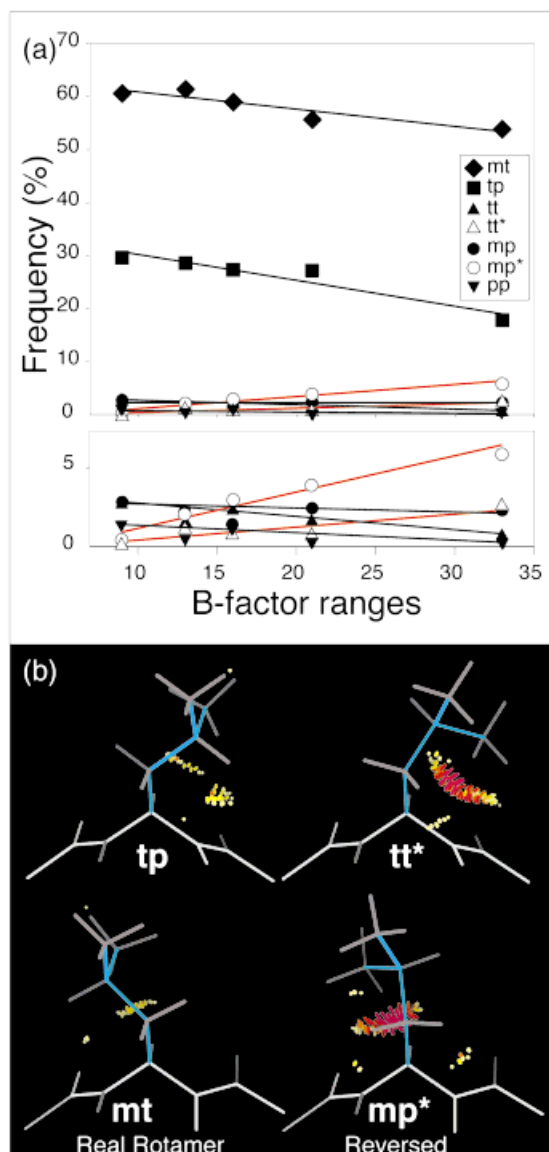 (a)
70
60
50
40
30
20
10
0
Frequency (%)
mt
tp
tt
tt*
mp
mp*
pp
5
0
10 15 20 25 30 35
B-factor ranges
(b)
tp tt*
mt mp*
Real Rotamer Reversed